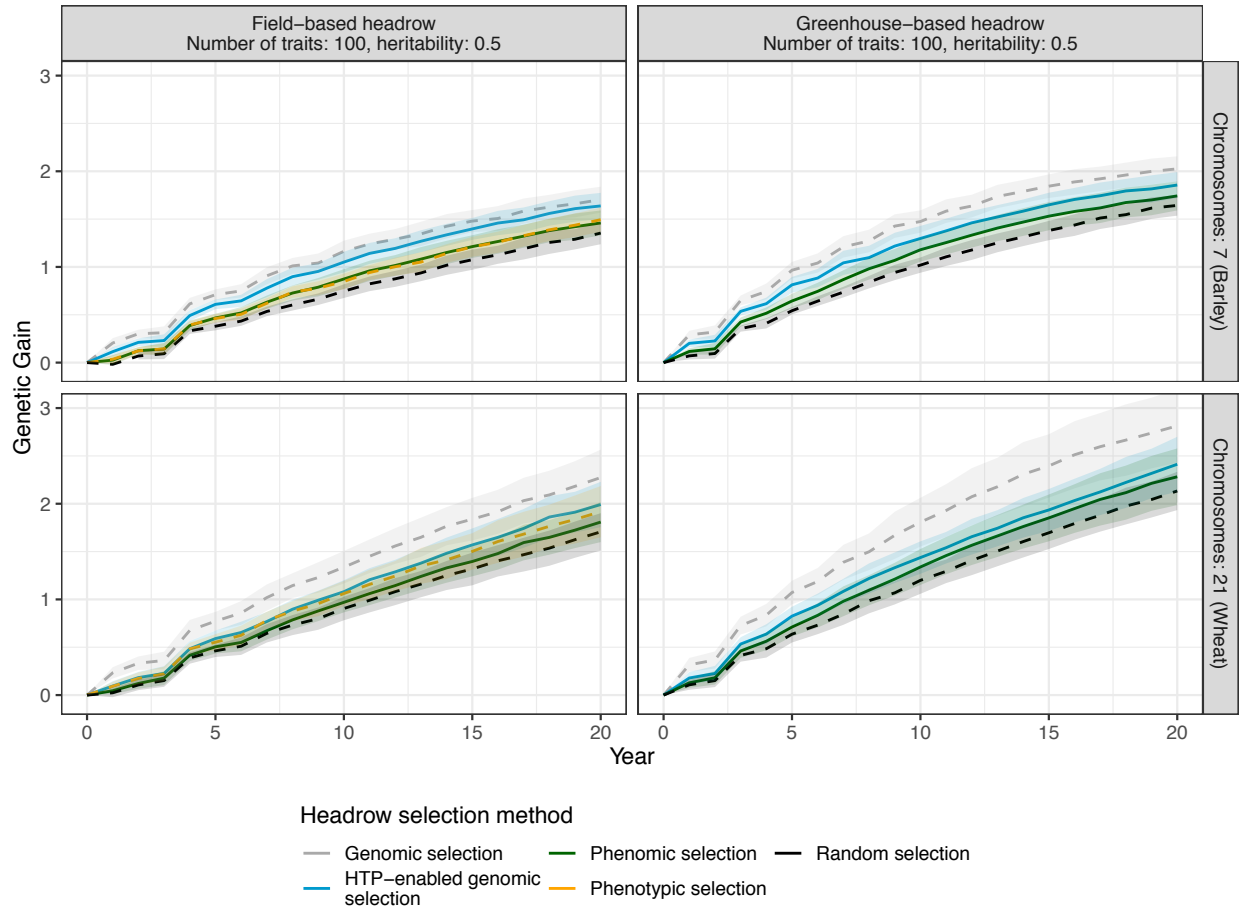 Field−based headrow
Number of traits: 100, heritability: 0.5
Greenhouse−based headrow
Number of traits: 100, heritability: 0.5
3
2
1
0
Chromosomes: 7 (Barley)
Genetic Gain
3
2
1
0
Chromosomes: 21 (Wheat)
0 5 10 15 20
0 5 10 15 20
Year
Headrow selection method
Genomic selection
HTP−enabled genomic
selection
Phenomic selection
Phenotypic selection
Random selection